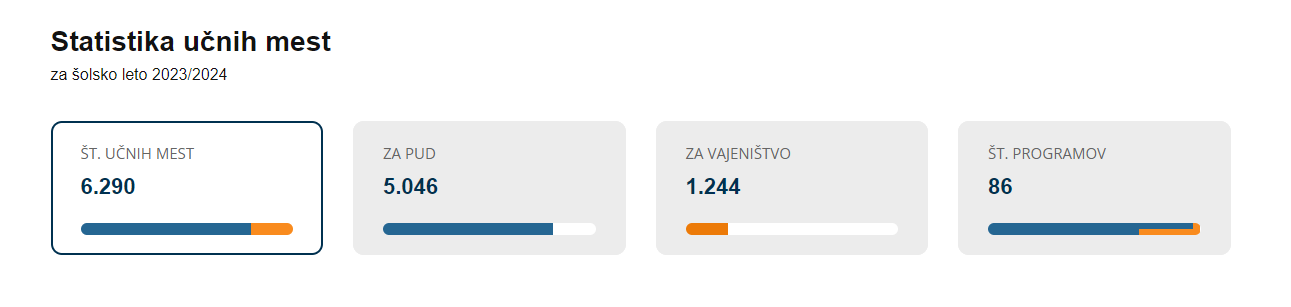 Statistika učnih mest
za šolsko leto 2023/2024
ŠT. UČNIH MEST
6.290
ZA PUD
5.046
ZA VAJENIŠTVO
1.244
ŠT. PROGRAMOV
86